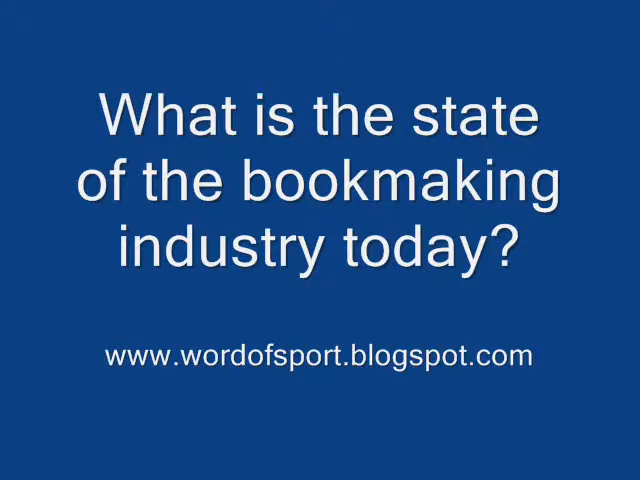 What is the state
of the bookmaking
industry today?
www.wordofsport.blogspot.com